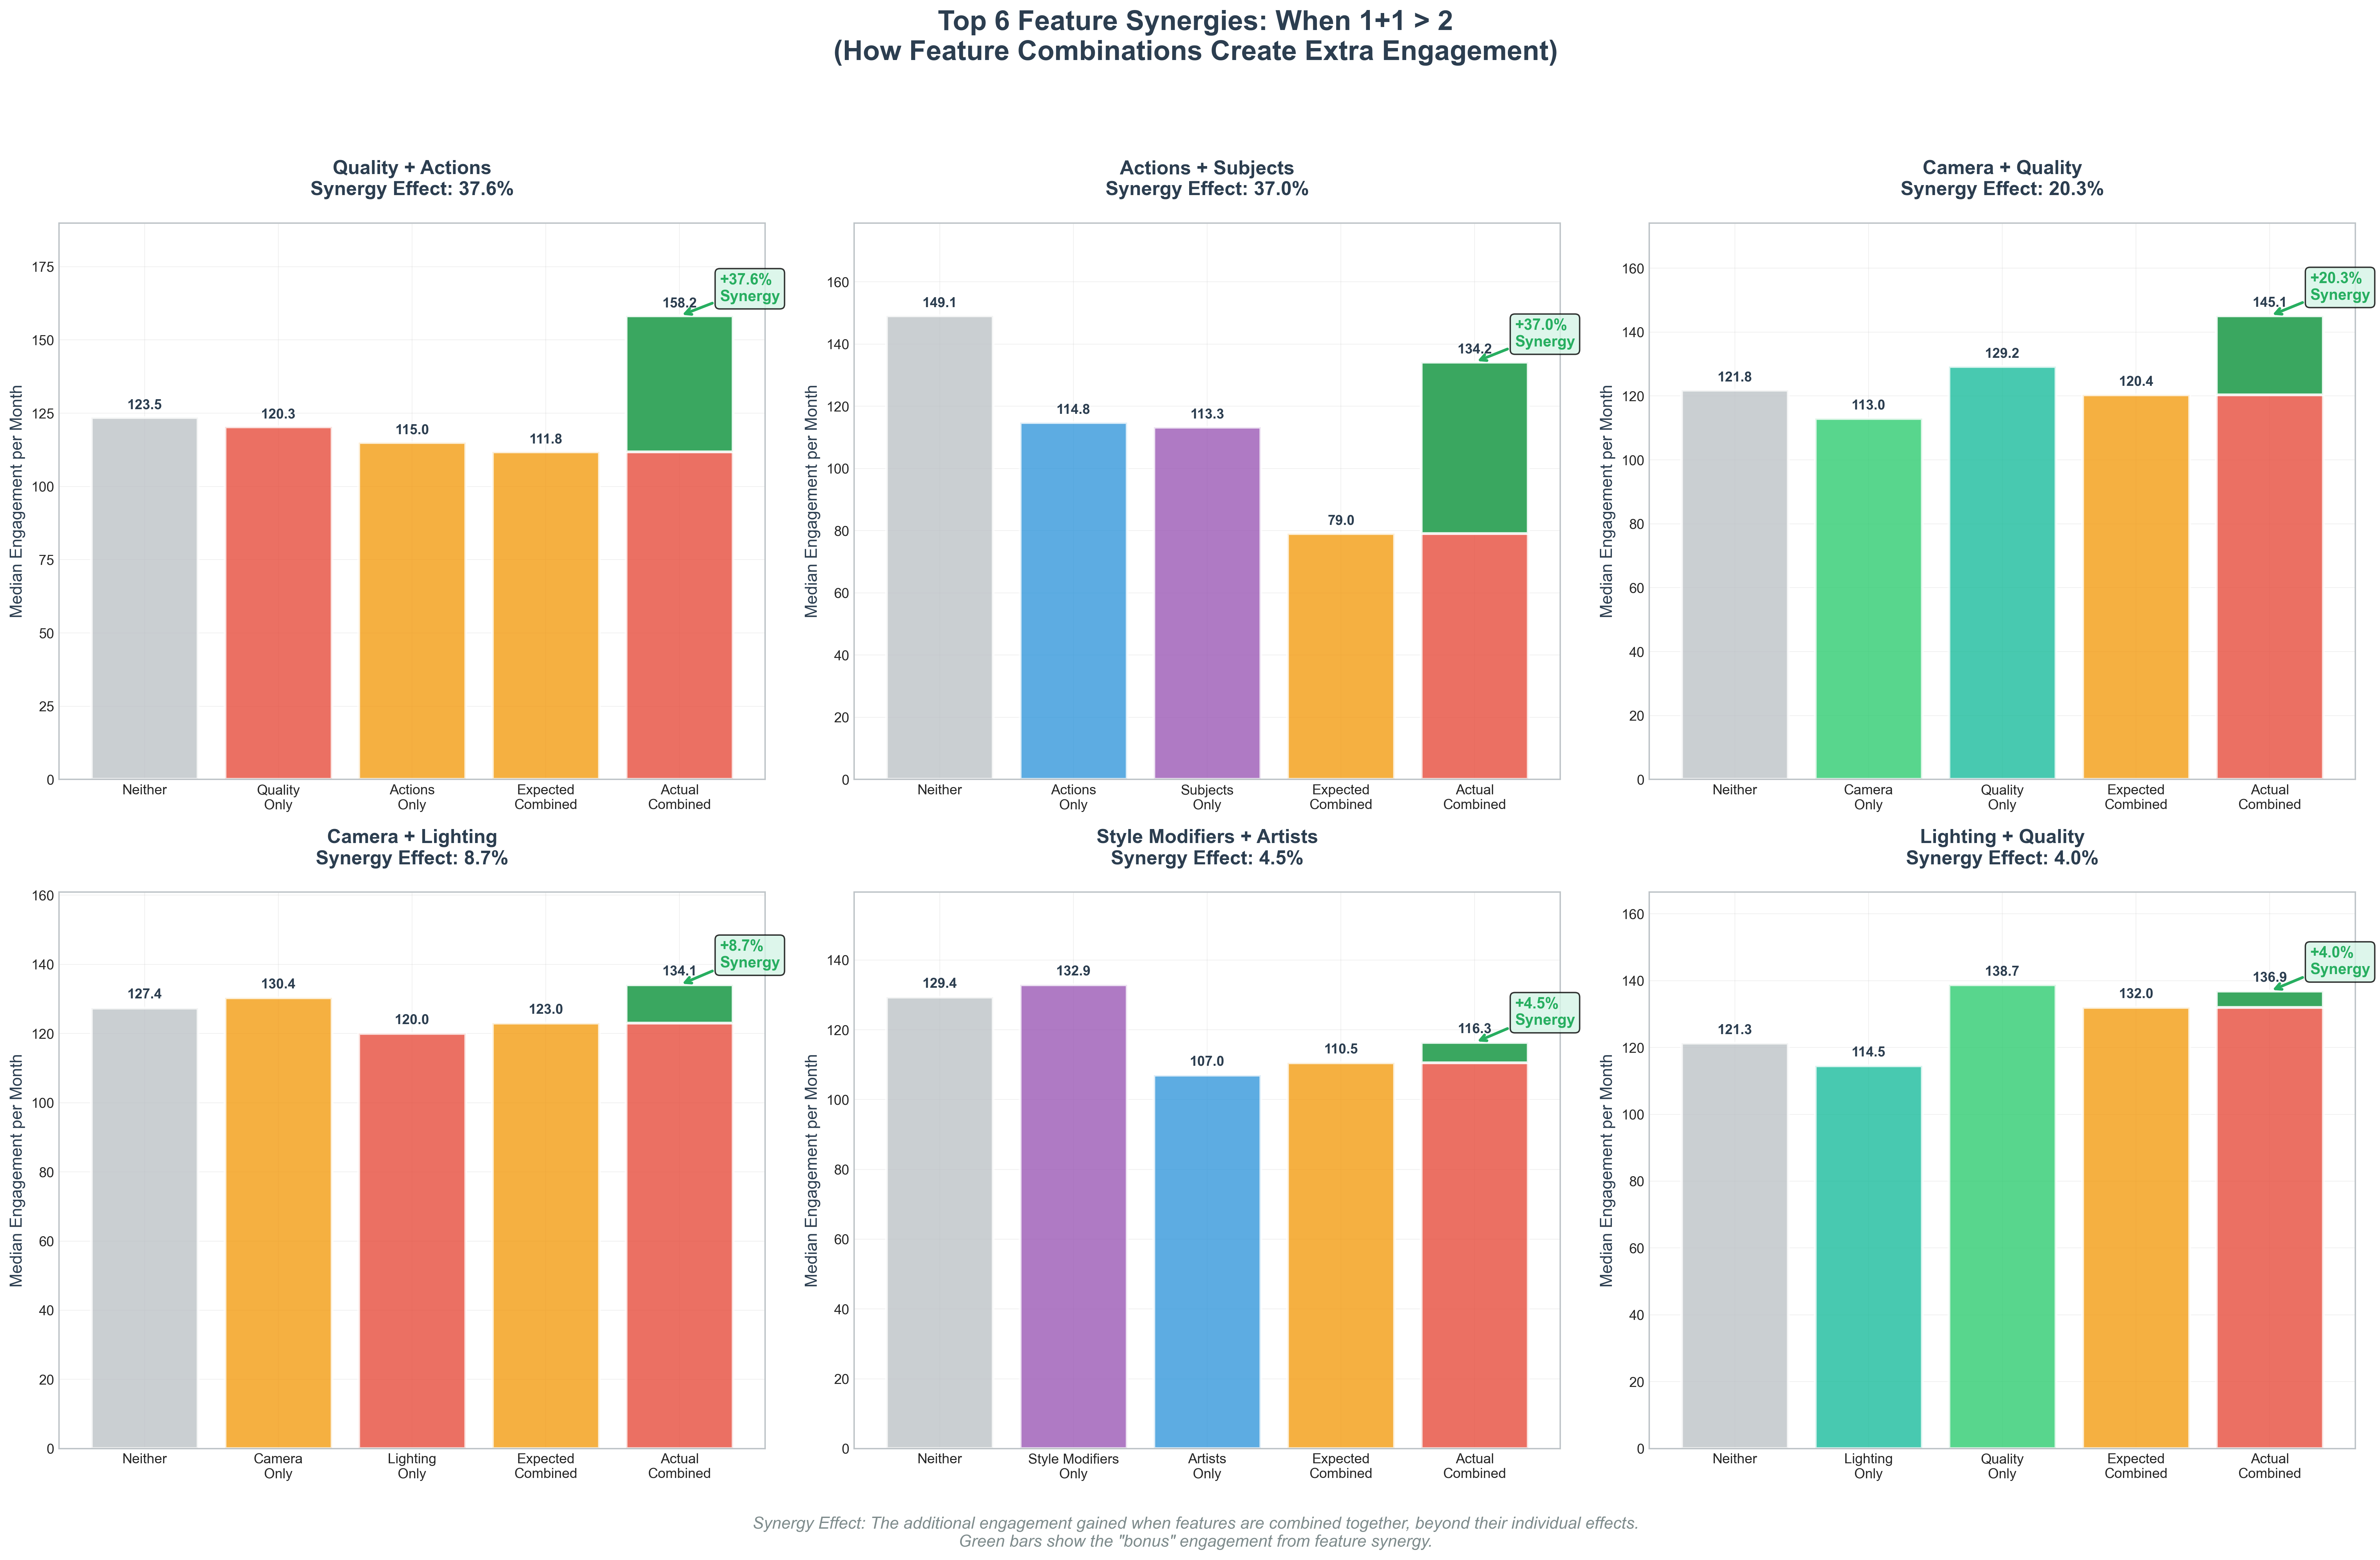 Top 6 Feature Synergies: When 1+1 > 2
(How Feature Combinations Create Extra Engagement)
Quality + Actions
Synergy Effect: 37.6%
Median Engagement per Month
175
150
125
100
75
50
25
0
123.5
120.3
115.0
111.8
158.2
+37.6%
Synergy
Neither
Quality
Only
Actions
Only
Expected
Combined
Actual
Combined
Actions + Subjects
Synergy Effect: 37.0%
Median Engagement per Month
160
140
120
100
80
60
40
20
0
149.1
114.8
113.3
79.0
134.2
+37.0%
Synergy
Neither
Actions
Only
Subjects
Only
Expected
Combined
Actual
Combined
Camera + Quality
Synergy Effect: 20.3%
Median Engagement per Month
160
140
120
100
80
60
40
20
0
121.8
113.0
129.2
120.4
145.1
+20.3%
Synergy
Neither
Camera
Only
Quality
Only
Expected
Combined
Actual
Combined
Camera + Lighting
Synergy Effect: 8.7%
Median Engagement per Month
160
140
120
100
80
60
40
20
0
127.4
130.4
120.0
123.0
134.1
+8.7%
Synergy
Neither
Camera
Only
Lighting
Only
Expected
Combined
Actual
Combined
Style Modifiers + Artists
Synergy Effect: 4.5%
Median Engagement per Month
140
120
100
80
60
40
20
0
129.4
132.9
107.0
110.5
116.3
+4.5%
Synergy
Neither
Style Modifiers
Only
Artists
Only
Expected
Combined
Actual
Combined
Lighting + Quality
Synergy Effect: 4.0%
Median Engagement per Month
160
140
120
100
80
60
40
20
0
121.3
114.5
138.7
132.0
136.9
+4.0%
Synergy
Neither
Lighting
Only
Quality
Only
Expected
Combined
Actual
Combined
Synergy Effect: The additional engagement gained when features are combined together, beyond their individual effects.
Green bars show the "bonus" engagement from feature synergy.